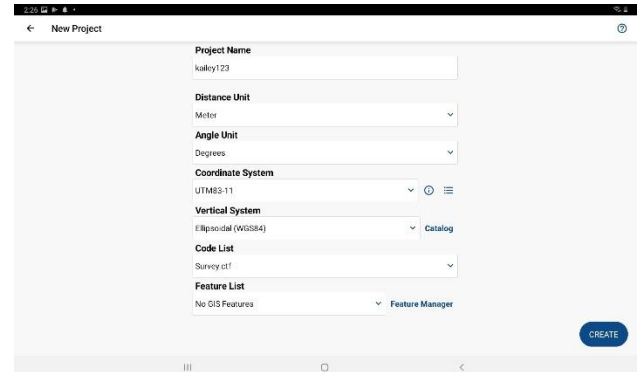 2:26
New Project
Project Name
kailey123
Distance Unit
Meter
Angle Unit
Degrees
Coordinate System
UTM83-11
Vertical System
Ellipsoidal (WGS84)
Catalog
Code List
Survey.ctf
Feature List
No GIS Features
Feature Manager
CREATE